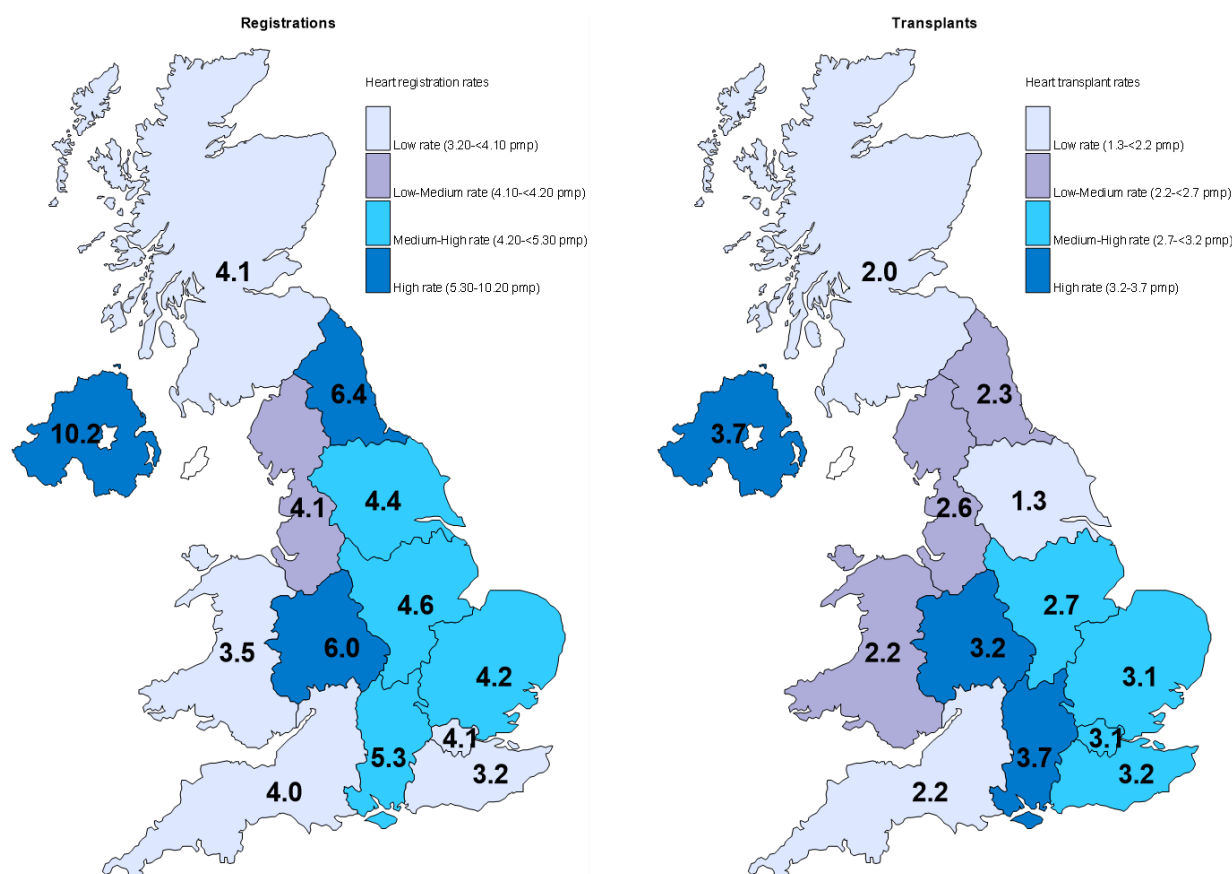 Registrations
Heart registration rates
Low rate (3.20-<4.10 pmp)
Low-Medium rate (4.10-<4.20 pmp)
Medium-High rate (4.20-<5.30 pmp)
High rate (5.30-10.20 pmp)
4.1
6.4
10.2
4.1
4.4
4.6
3.5
6.0
4.2
4.1
5.3
3.2
4.0
Transplants
Heart transplant rates
Low rate (1.3-<2.2 pmp)
Low-Medium rate (2.2-<2.7 pmp)
Medium-High rate (2.7-<3.2 pmp)
High rate (3.2-3.7 pmp)
2.0
2.3
3.7
2.6
1.3
2.7
2.2
3.2
3.1
3.1
3.7
3.2
2.2